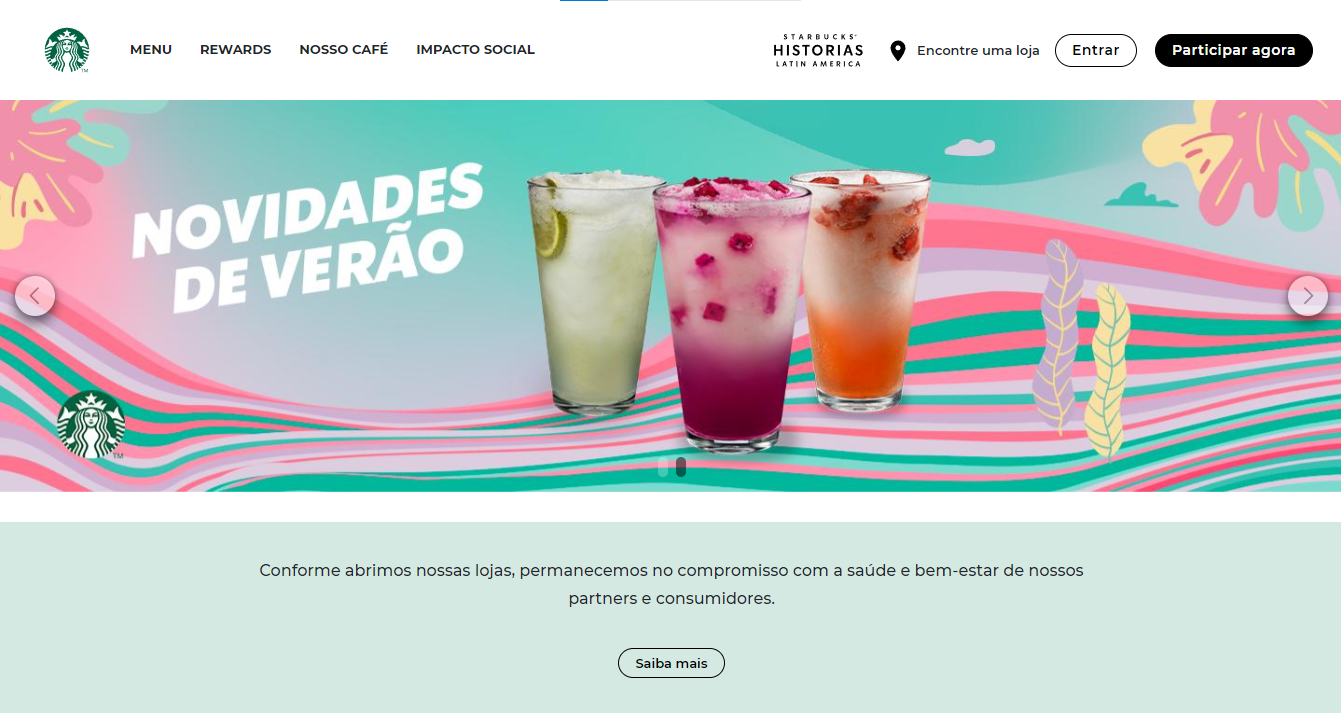 MENU
REWARDS
NOSSO CAFÉ
IMPACTO SOCIAL
STARBUCKS
HISTORIAS
LATIN AMERICA
Encontre uma loja
Entrar
Participar agora
NOVIDADES
DE VERÃO
TM
Conforme abrimos nossas lojas, permanecemos no compromisso com a saúde e bem-estar de nossos
partners e consumidores.
Saiba mais